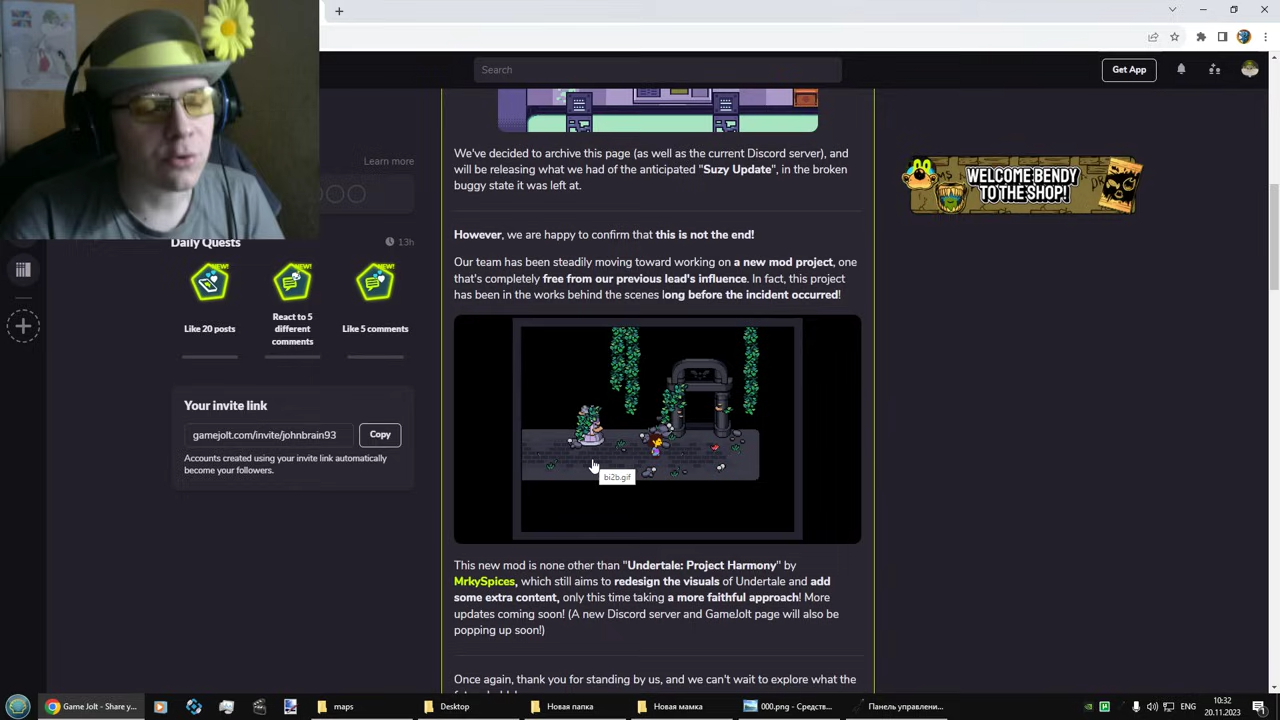 Search
Get App
Learn more
We've decided to archive this page (as well as the current Discord server), and
will be releasing what we had of the anticipated "Suzy Update", in the broken
buggy state it was left at.
WELCOME BENDY
TO THE SHOP!
However, we are happy to confirm that this is not the end!
Daily Quests
13h
Our team has been steadily moving toward working on a new mod project, one
that's completely free from our previous lead's influence. In fact, this project
has been in the works behind the scenes long before the incident occurred!
NEW!
NEW!
NEW!
Like 20 posts
React to 5
different
comments
Like 5 comments
Your invite link
gamejolt.com/invite/johnbrain93
Copy
Accounts created using your invite link automatically
become your followers.
bi2b.gif
This new mod is none other than "Undertale: Project Harmony" by
MrkySpices, which still aims to redesign the visuals of Undertale and add
some extra content, only this time taking a more faithful approach! More
updates coming soon! (A new Discord server and GameJolt page will also be
popping up soon!)
Once again, thank you for standing by us, and we can't wait to explore what the
Game Jolt - Share y...
maps
Desktop
Новая папка
Новая мамка
000.png - Средств...
Панель управлени...
ENG
10:32
20.11.2023